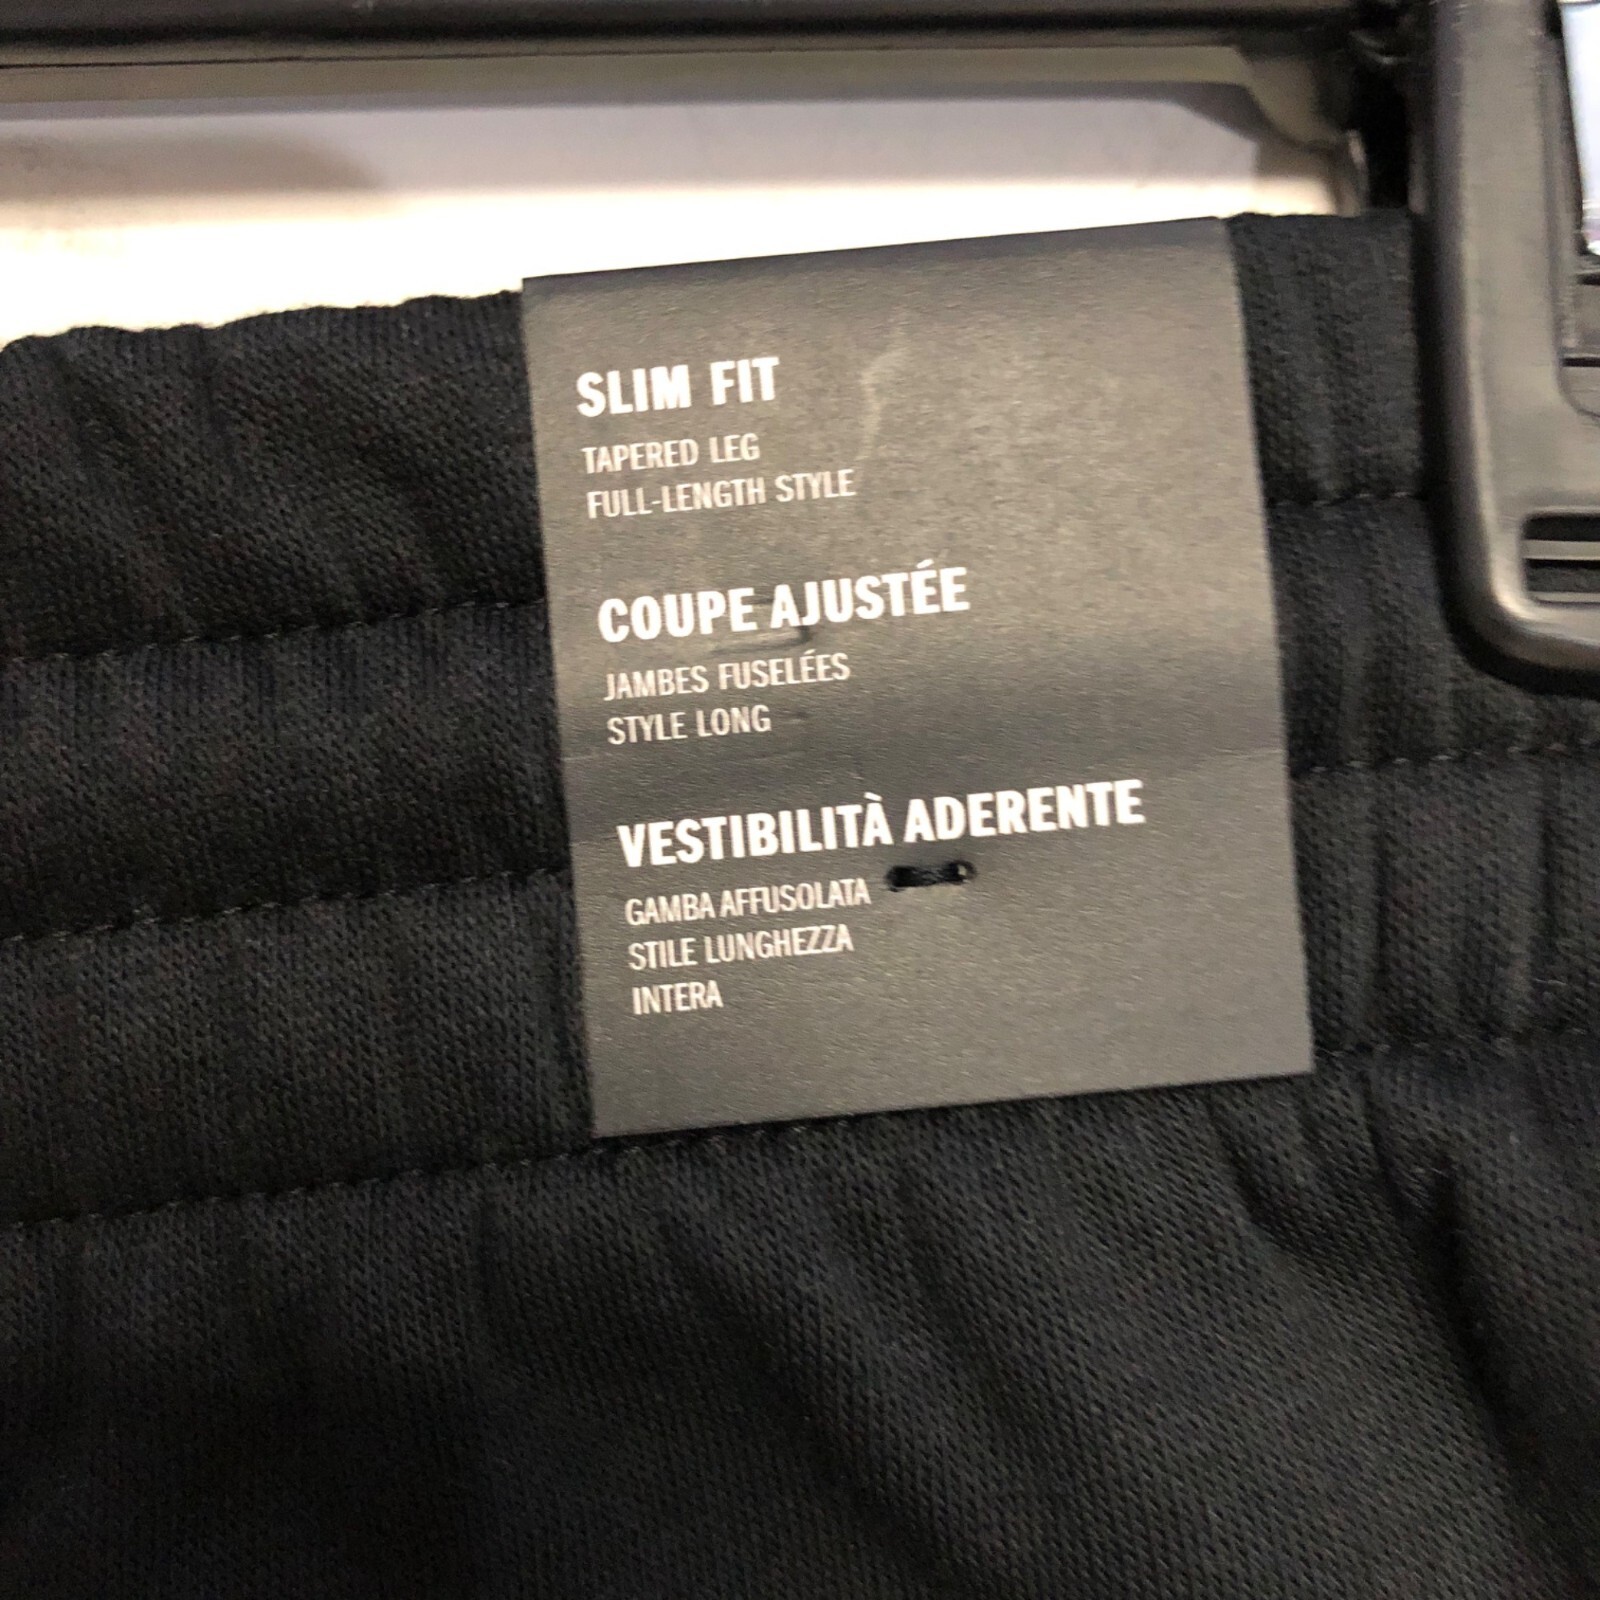 SLIM FIT
TAPERED LEG
FULL-LENGTH STYLE
COUPE AJUSTÉE
JAMBES FUSELÉES
STYLE LONG
VESTIBILITÀ ADERENTE
GAMBA AFFUSOLATA
STILE LUNGHEZZA
INTERA